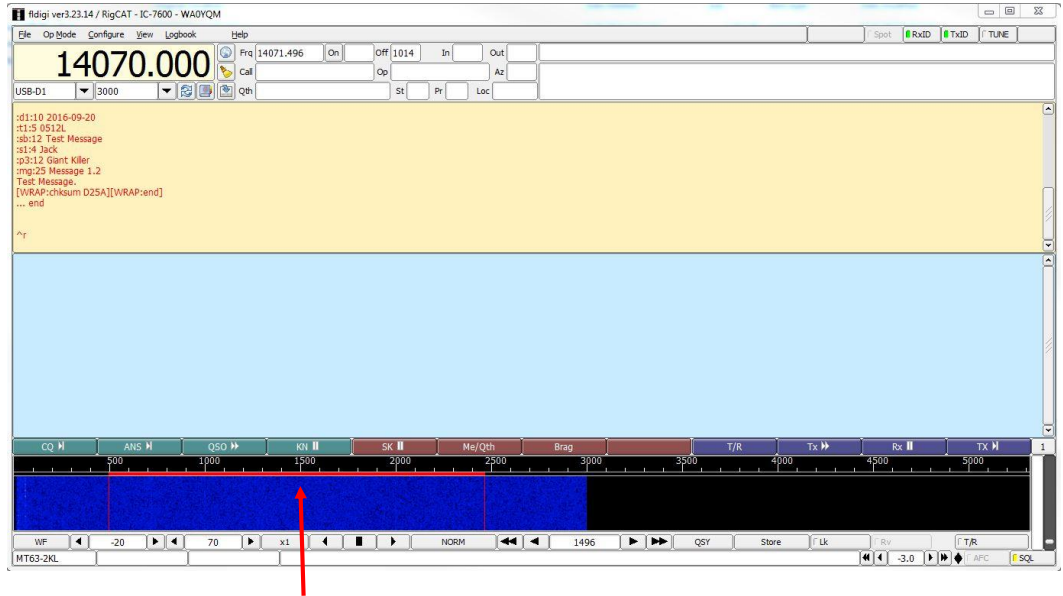 fldigi ver3.23.14 / RigCAT - IC-7600 - WA0YQM
File Op Mode Configure View Logbook Help Spot RxID TxID TUNE
14070.000 Frq 14071.496 On Off 1014 In Out
Call Op Az
USB-D1 3000 Qth St Pr Loc
:d1:10 2016-09-20
:t1:5 0512L
:sb:12 Test Message
:s1:4 Jack
:p3:12 Giant Killer
:mg:25 Message 1.2
Test Message.
[WRAP:chksum D25A][WRAP:end]
... end
^r
CQ ANS QSO KN SK Me/Qth Brag T/R Tx Rx TX 1
500 1000 1500 2000 2500 3000 3500 4000 4500 5000
WF -20 70 x1 NORM 1496 QSY Store Lk Rv T/R
MT63-2KL -3.0 AFC SQL